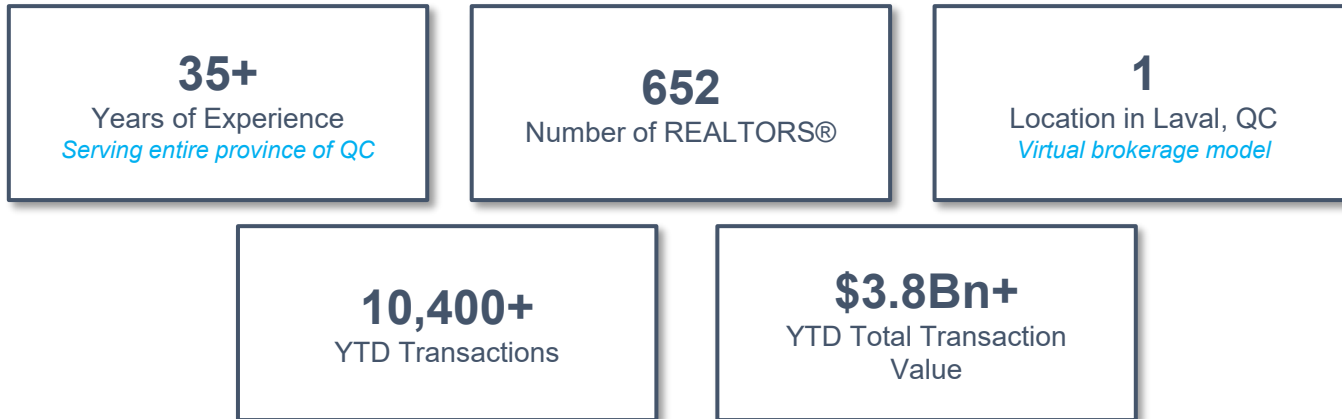 35+
Years of Experience
Serving entire province of QC
652
Number of REALTORS®
1
Location in Laval, QC
Virtual brokerage model
10,400+
YTD Transactions
$3.8Bn+
YTD Total Transaction
Value